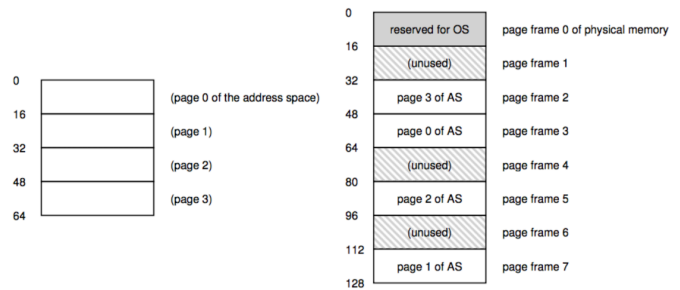 0
(page 0 of the address space)
16
(page 1)
32
(page 2)
48
(page 3)
64
0
reserved for OS page frame 0 of physical memory
16
(unused) page frame 1
32
page 3 of AS page frame 2
48
page 0 of AS page frame 3
64
(unused) page frame 4
80
page 2 of AS page frame 5
96
(unused) page frame 6
112
page 1 of AS page frame 7
128